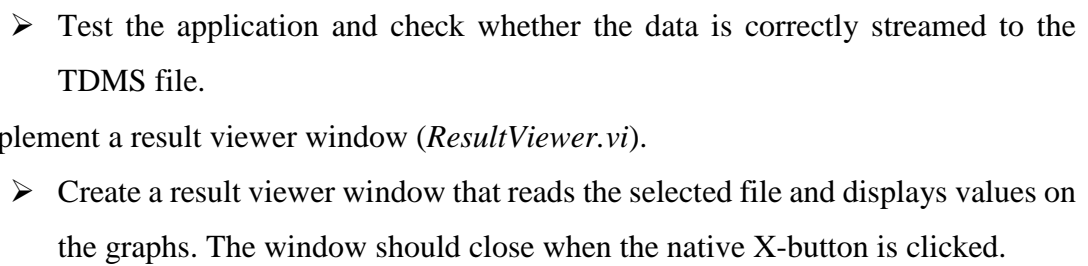 ➢ Test the application and check whether the data is correctly streamed to the
TDMS file.
plement a result viewer window (ResultViewer.vi).
➢ Create a result viewer window that reads the selected file and displays values on
the graphs. The window should close when the native X-button is clicked.